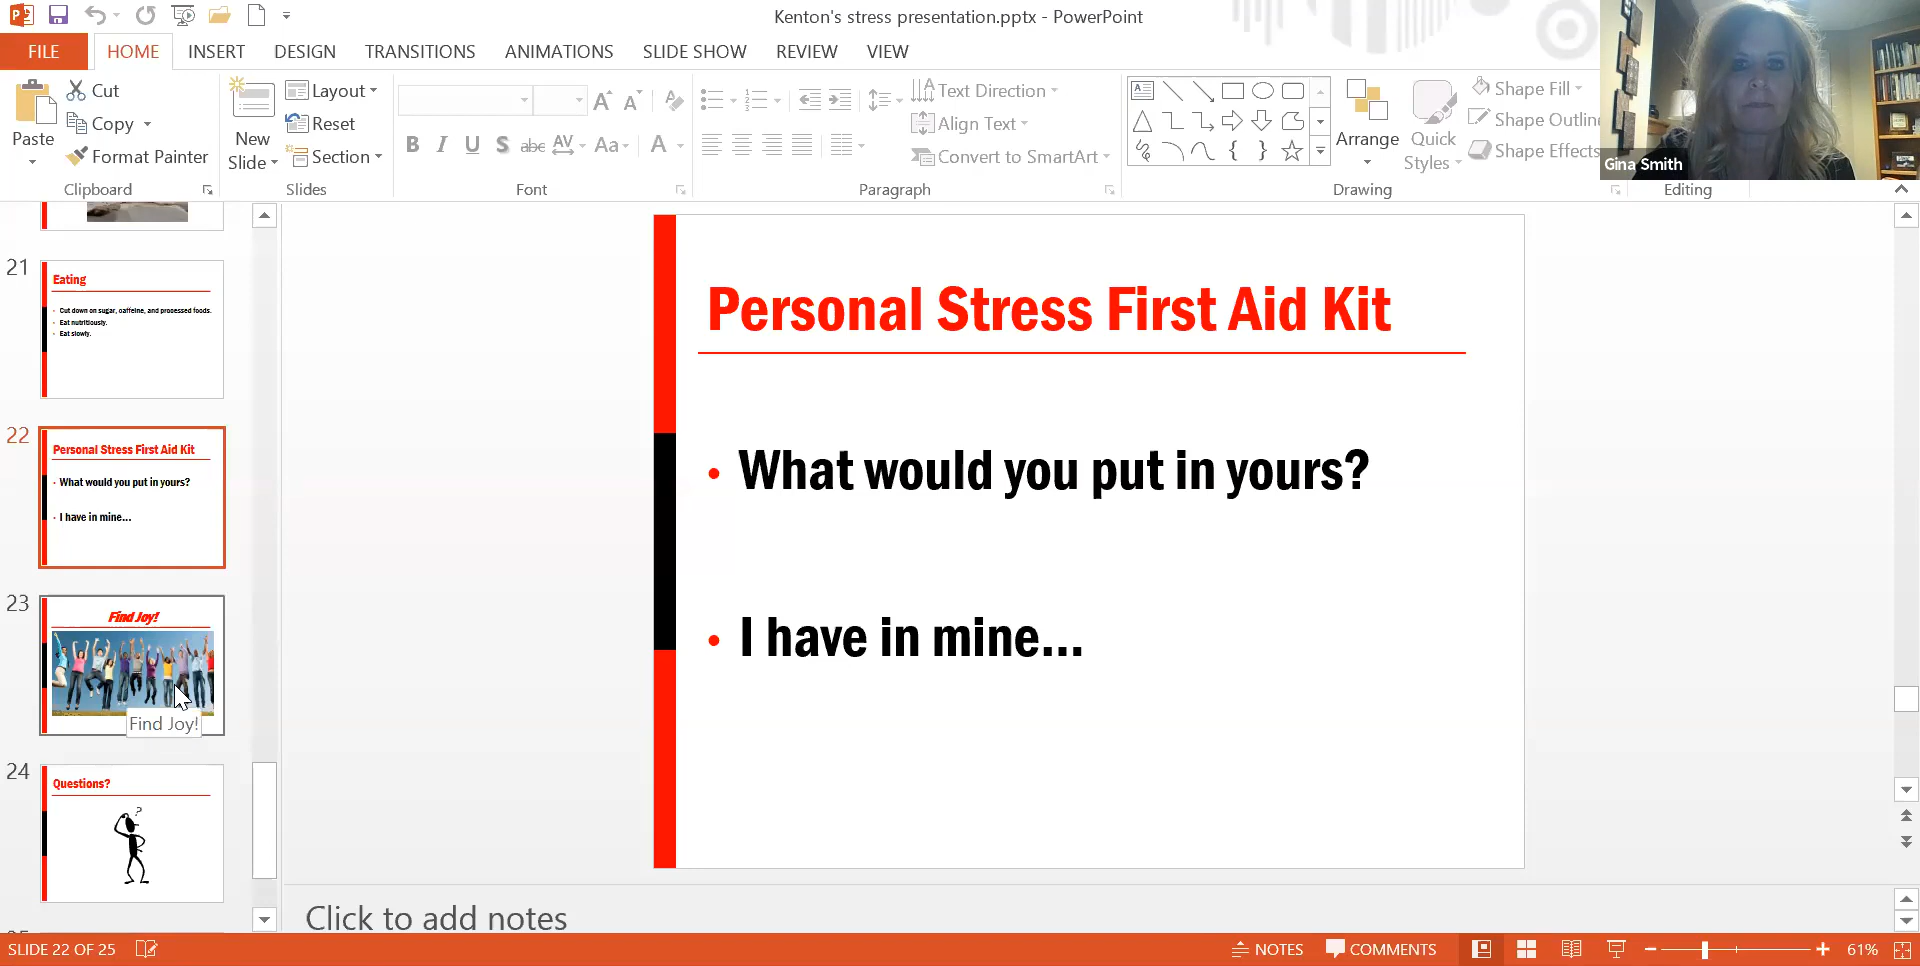 Kenton's stress presentation.pptx - PowerPoint
FILE HOME INSERT DESIGN TRANSITIONS ANIMATIONS SLIDE SHOW REVIEW VIEW
Paste
Cut
Copy
Format Painter
Clipboard
New
Slide
Layout
Reset
Section
Slides
B I U S abc AV Aa A
Font
Text Direction
Align Text
Convert to SmartArt
Paragraph
Arrange
Quick
Styles
Drawing
Shape Fill
Shape Outlin
Shape Effects
Editing
Gina Smith
21
Eating
Cut down on sugar, caffeine, and processed foods.
Eat nutritiously.
Eat slowly.
22
Personal Stress First Aid Kit
What would you put in yours?
I have in mine...
23
Find Joy!
Find Joy!
24
Questions?
?
Personal Stress First Aid Kit
• What would you put in yours?
• I have in mine...
Click to add notes
SLIDE 22 OF 25
NOTES
COMMENTS
61%